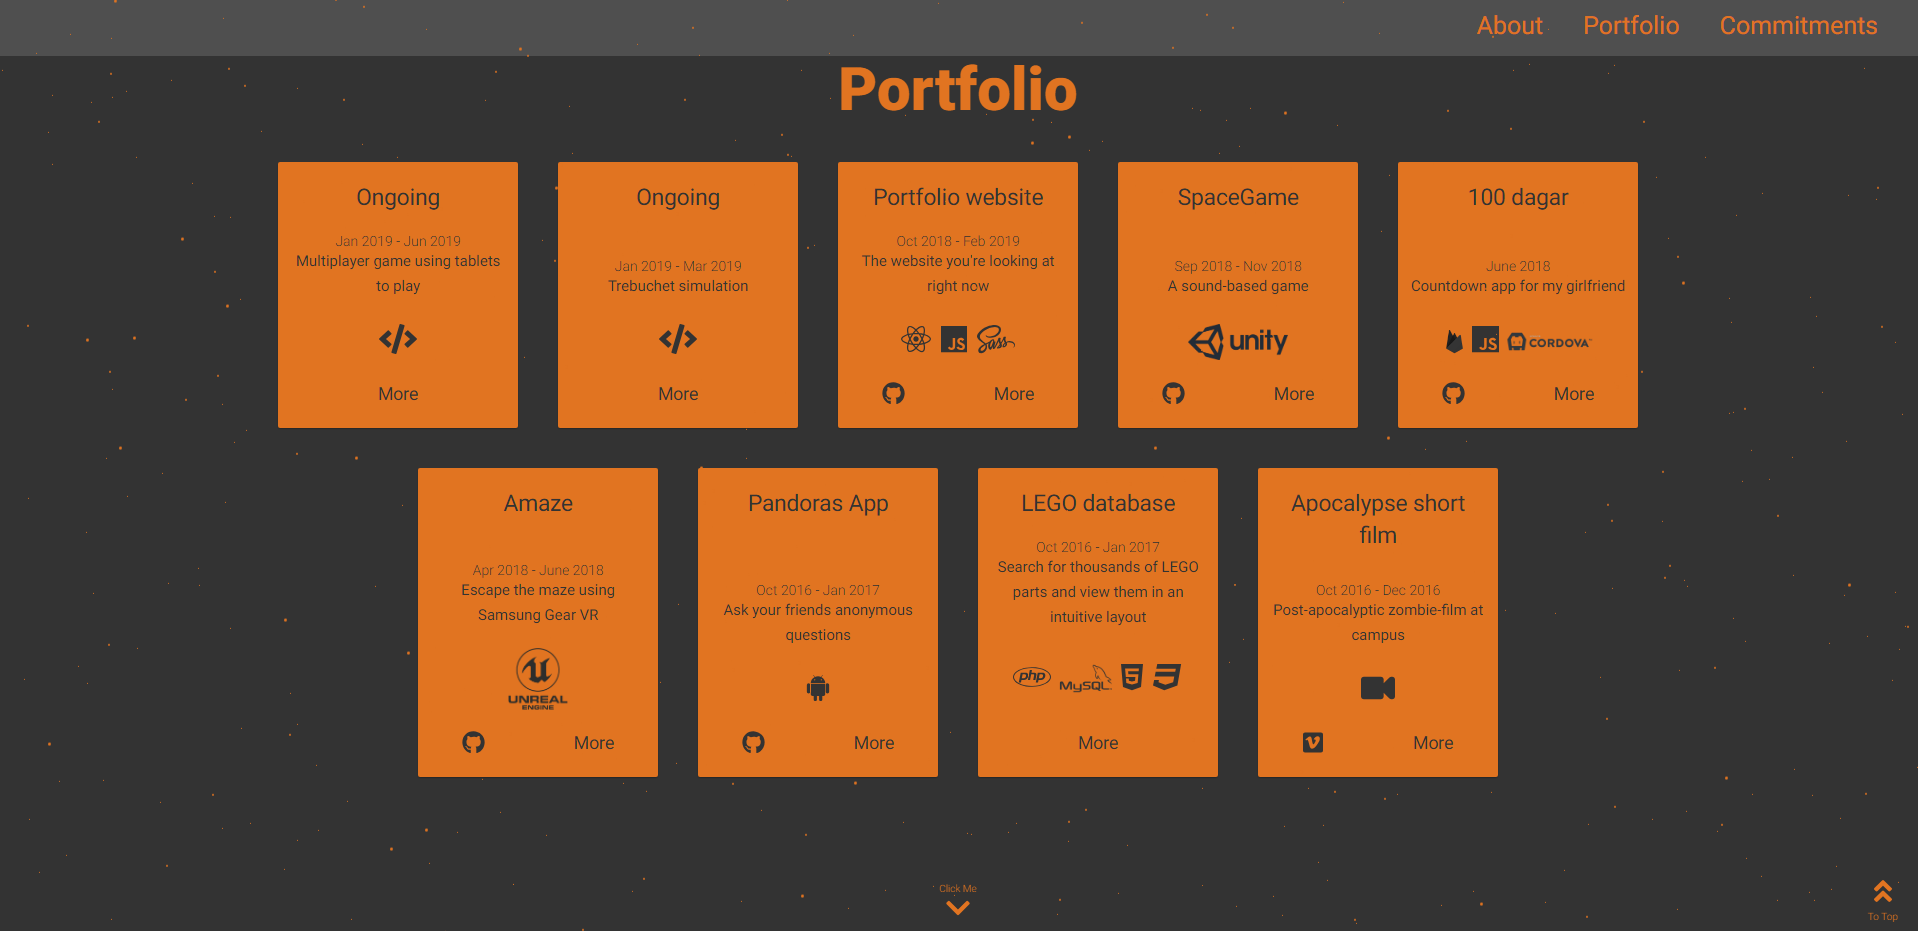 About Portfolio Commitments
Portfolio
Ongoing
Jan 2019 - Jun 2019
Multiplayer game using tablets
to play
More
Ongoing
Jan 2019 - Mar 2019
Trebuchet simulation
More
Portfolio website
Oct 2018 - Feb 2019
The website you're looking at
right now
JS Sass
More
SpaceGame
Sep 2018 - Nov 2018
A sound-based game
unity
More
100 dagar
June 2018
Countdown app for my girlfriend
JS CORDOVA™
More
Amaze
Apr 2018 - June 2018
Escape the maze using
Samsung Gear VR
UNREAL
ENGINE
More
Pandoras App
Oct 2016 - Jan 2017
Ask your friends anonymous
questions
More
LEGO database
Oct 2016 - Jan 2017
Search for thousands of LEGO
parts and view them in an
intuitive layout
php MySQL 5 3
More
Apocalypse short
film
Oct 2016 - Dec 2016
Post-apocalyptic zombie-film at
campus
More
Click Me
To Top